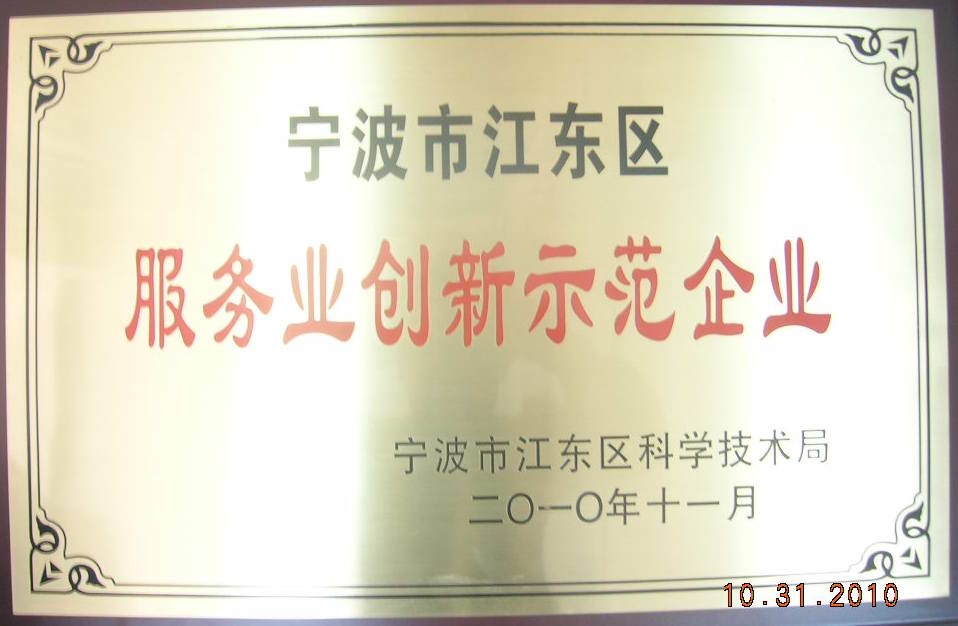 宁波市江东区
服务业创新示范企业
宁波市江东区科学技术局
二〇一〇年十一月
10.31.2010